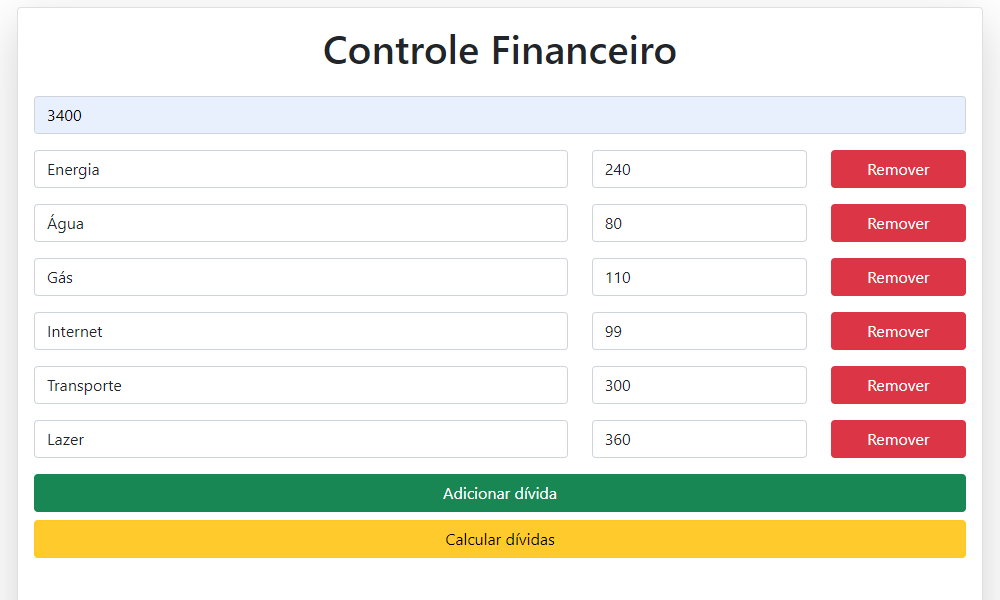 Controle Financeiro
3400
Energia 240 Remover
Água 80 Remover
Gás 110 Remover
Internet 99 Remover
Transporte 300 Remover
Lazer 360 Remover
Adicionar dívida
Calcular dívidas